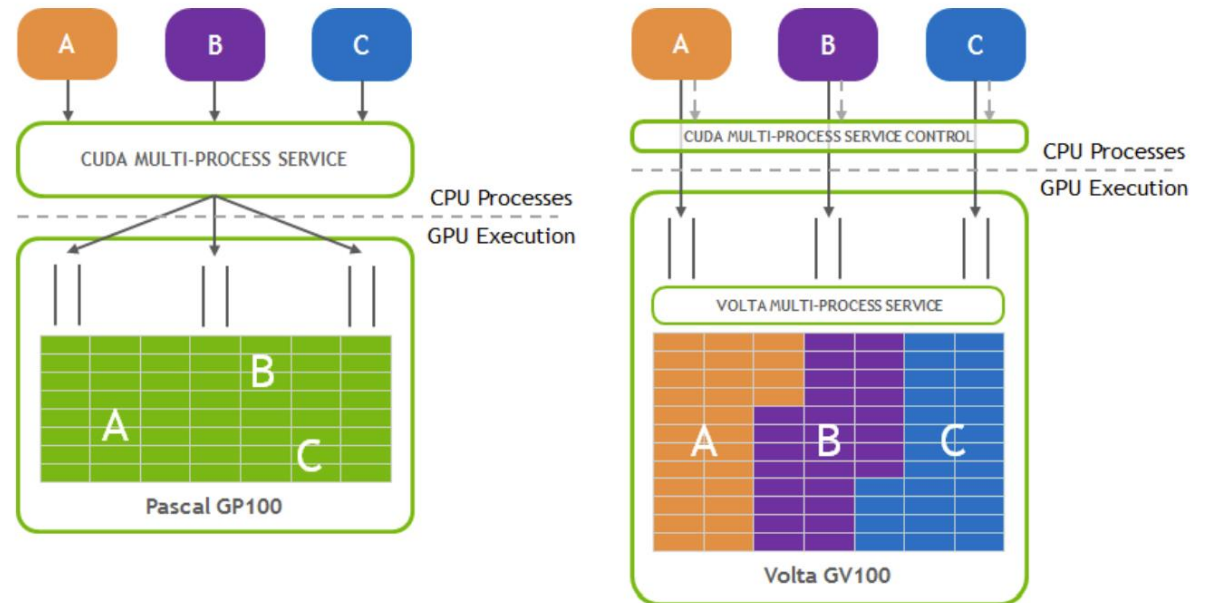 A
B
C
CUDA MULTI-PROCESS SERVICE
CPU Processes
GPU Execution
B
A
C
Pascal GP100
A
B
C
CUDA MULTI-PROCESS SERVICE CONTROL
CPU Processes
GPU Execution
VOLTA MULTI-PROCESS SERVICE
A
B
C
Volta GV100